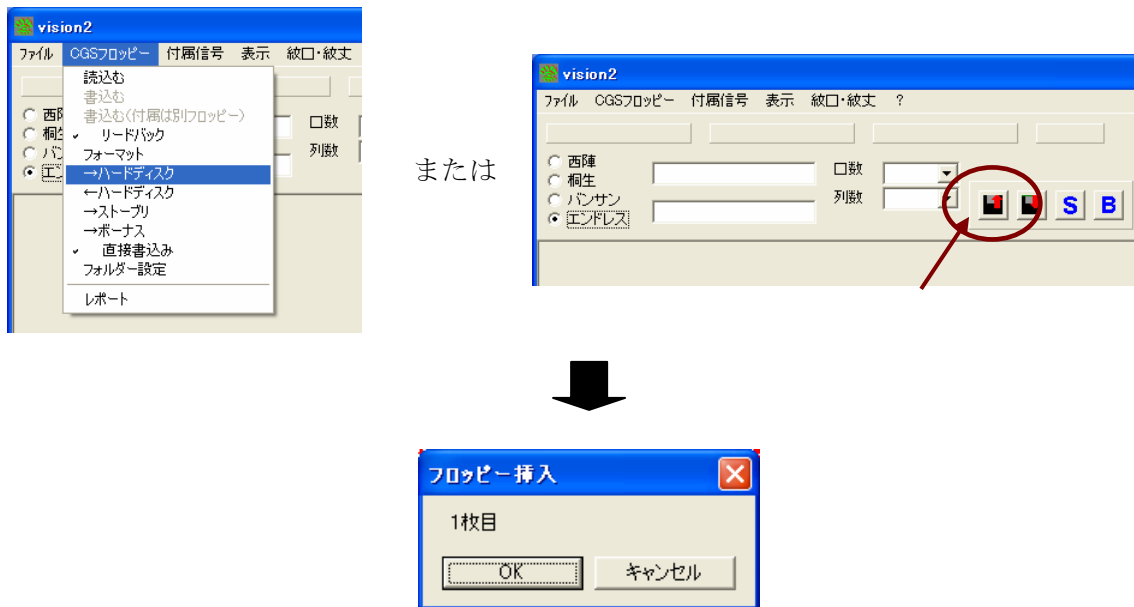 vision2
ファイル CGSフロッピー 付属信号 表示 紋口・紋丈
読込む
書込む
書込む(付属は別フロッピー)
✓ リードバック
フォーマット
→ハードディスク
←ハードディスク
→ストーブリ
→ボーナス
✓ 直接書込み
フォルダー設定
レポート
西
桐
バン
エン
口数
列数
または
vision2
ファイル CGSフロッピー 付属信号 表示 紋口・紋丈 ?
西陣
桐生
バンサン
エンドレス
口数
列数
S B
フロッピー挿入
1枚目
OK キャンセル